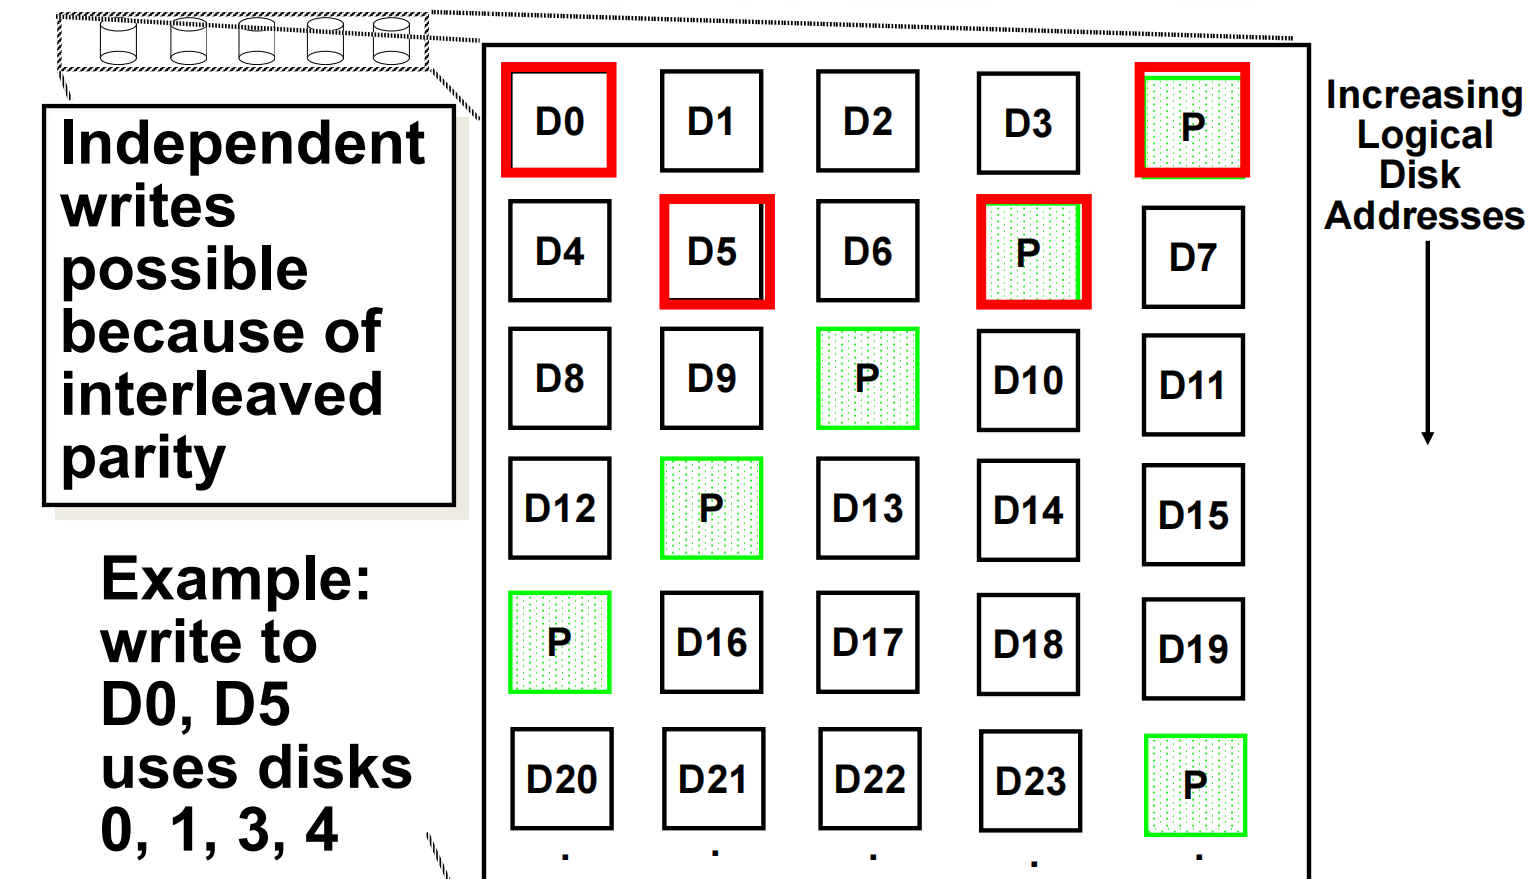 Independent
writes
possible
because of
interleaved
parity
Example:
write to
D0, D5
uses disks
0, 1, 3, 4
D0 D1 D2 D3 P
D4 D5 D6 P D7
D8 D9 P D10 D11
D12 P D13 D14 D15
P D16 D17 D18 D19
D20 D21 D22 D23 P
. . . . .
Increasing
Logical
Disk
Addresses